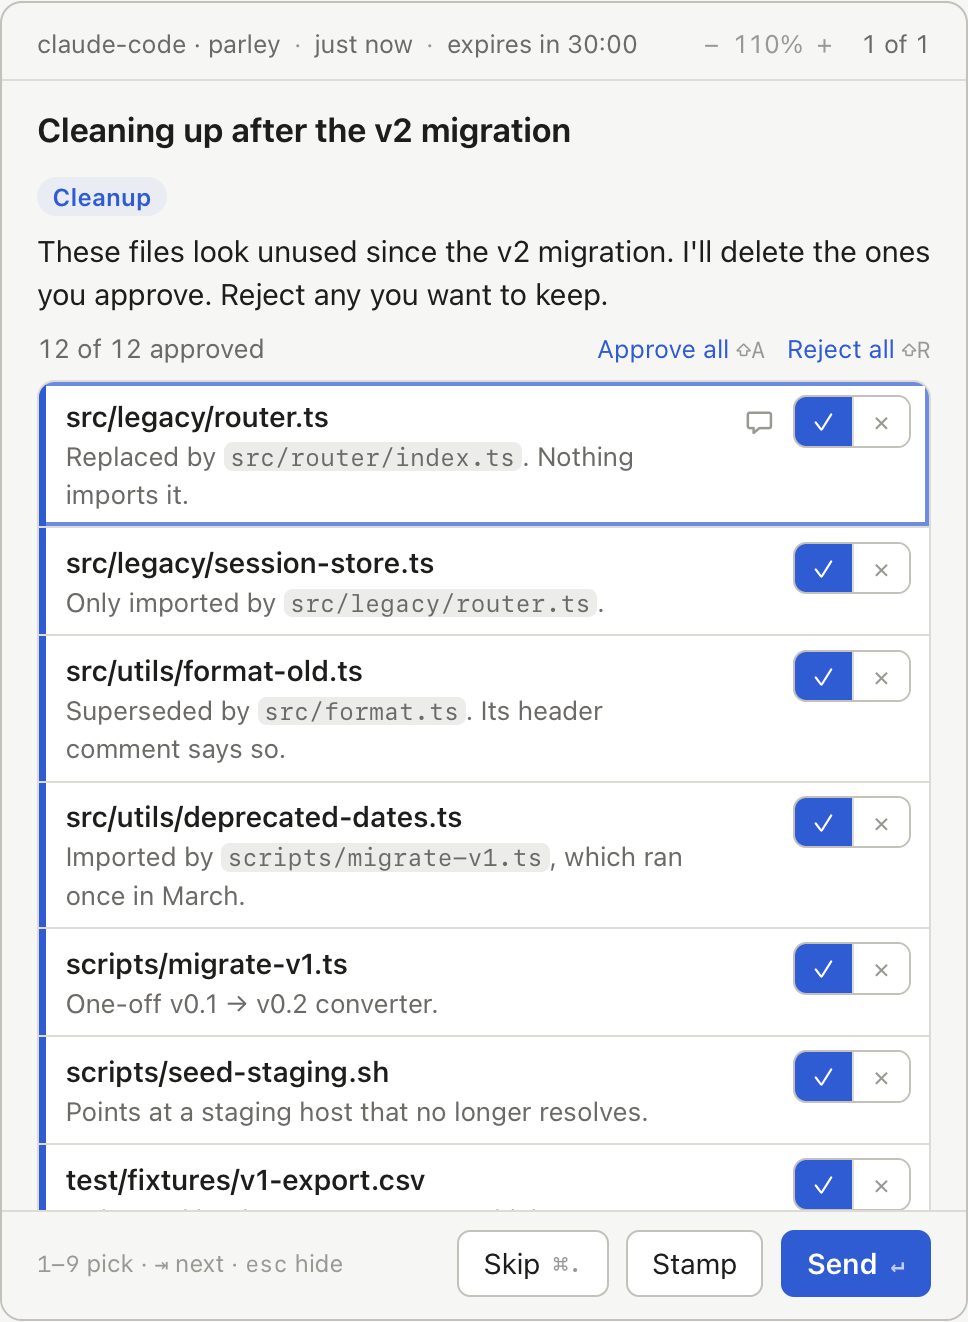 claude-code · parley · just now · expires in 30:00 − 110% + 1 of 1
Cleaning up after the v2 migration
Cleanup
These files look unused since the v2 migration. I'll delete the ones
you approve. Reject any you want to keep.
12 of 12 approved Approve all ⇧A Reject all ⇧R
src/legacy/router.ts
Replaced by src/router/index.ts. Nothing
imports it.
src/legacy/session-store.ts
Only imported by src/legacy/router.ts.
src/utils/format-old.ts
Superseded by src/format.ts. Its header
comment says so.
src/utils/deprecated-dates.ts
Imported by scripts/migrate-v1.ts, which ran
once in March.
scripts/migrate-v1.ts
One-off v0.1 → v0.2 converter.
scripts/seed-staging.sh
Points at a staging host that no longer resolves.
test/fixtures/v1-export.csv
1–9 pick · ⇥ next · esc hide Skip ⌘. Stamp Send ↵